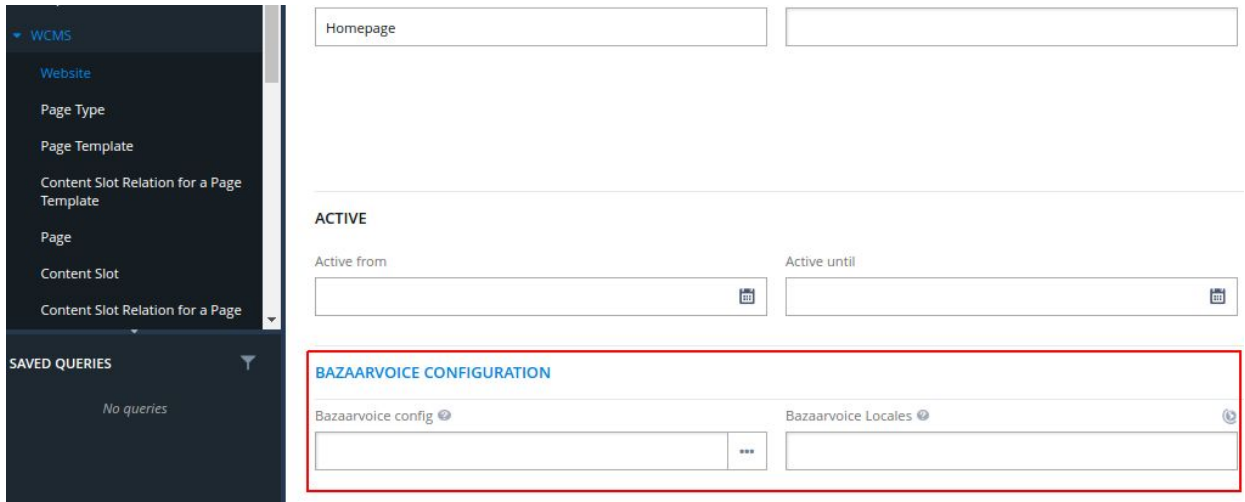 WCMS
Website
Page Type
Page Template
Content Slot Relation for a Page
Template
Page
Content Slot
Content Slot Relation for a Page
SAVED QUERIES
No queries
Homepage
ACTIVE
Active from
Active until
BAZAARVOICE CONFIGURATION
Bazaarvoice config
Bazaarvoice Locales